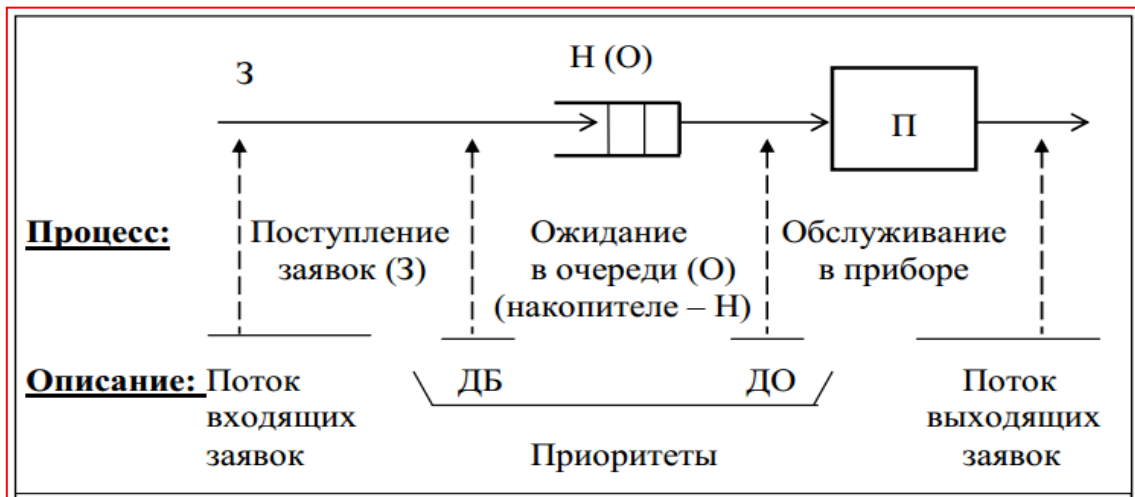 З
Н (О)
П
Процесс: Поступление Ожидание Обслуживание
заявок (З) в очереди (О) в приборе
(накопителе – Н)
Описание: Поток ДБ ДО Поток
входящих выходящих
заявок Приоритеты заявок